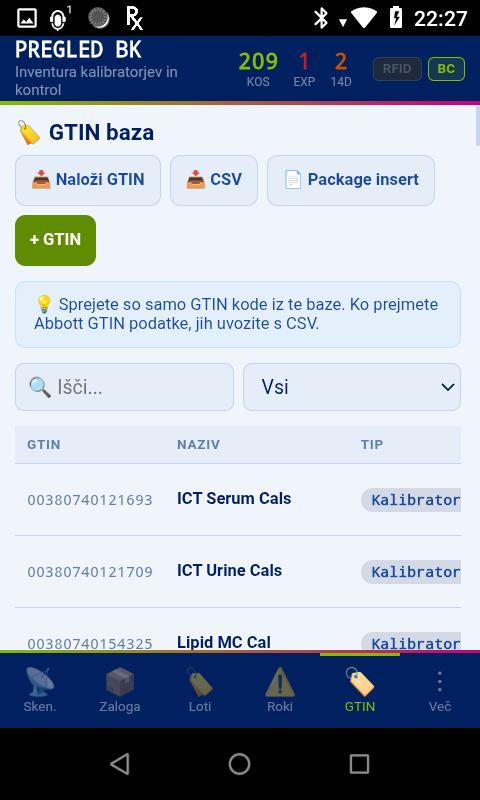 22:27
PREGLED BK
Inventura kalibratorjev in
kontrol
209 1 2
KOS EXP 14D
RFID BC
GTIN baza
Naloži GTIN CSV Package insert
+ GTIN
Sprejete so samo GTIN kode iz te baze. Ko prejmete
Abbott GTIN podatke, jih uvozite s CSV.
Išči... Vsi
GTIN NAZIV TIP
00380740121693 ICT Serum Cals Kalibrator
00380740121709 ICT Urine Cals Kalibrator
00380740154325 Lipid MC Cal Kalibrator
Sken. Zaloga Loti Roki GTIN Več